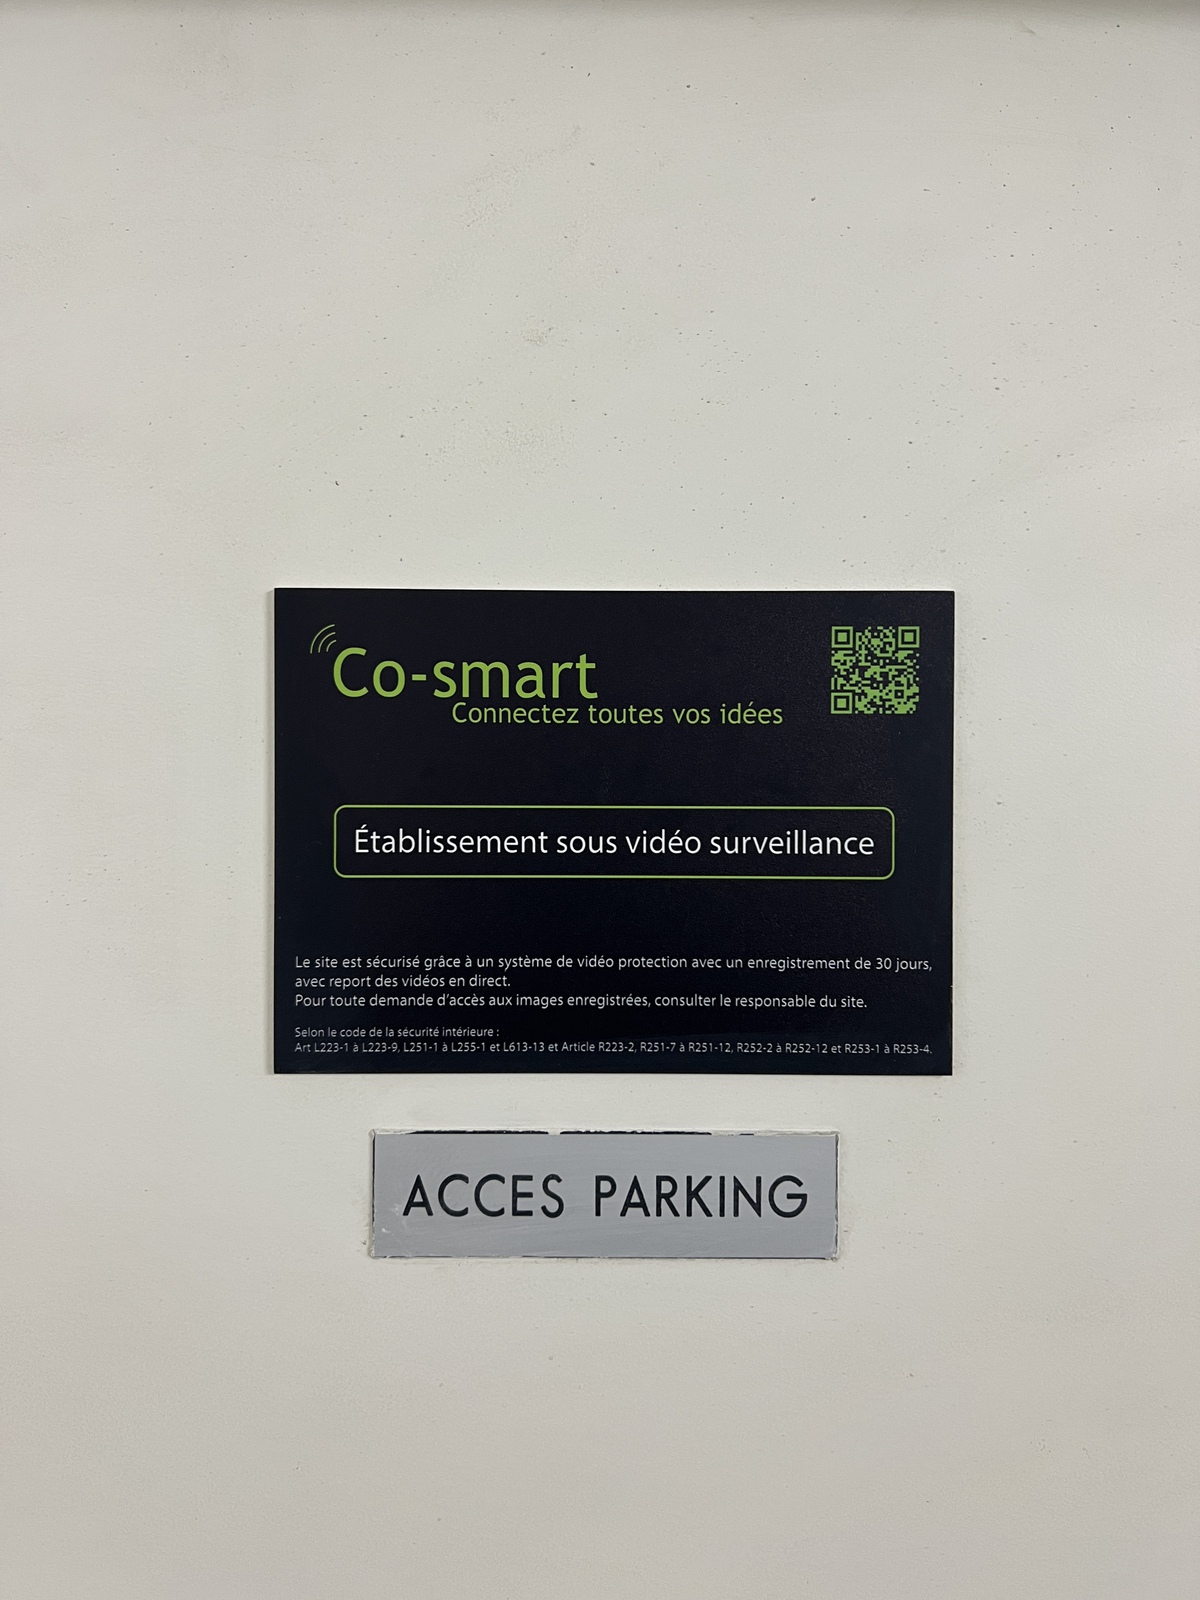 Co-smart
Connectez toutes vos idées
Établissement sous vidéo surveillance
Le site est sécurisé grâce à un système de vidéo protection avec un enregistrement de 30 jours,
avec report des vidéos en direct.
Pour toute demande d'accès aux images enregistrées, consulter le responsable du site.
Selon le code de la sécurité intérieure :
Art L223-1 à L223-9, L251-1 à L255-1 et L613-13 et Article R223-2, R251-7 à R251-12, R252-2 à R252-12 et R253-1 à R253-4.
ACCES PARKING